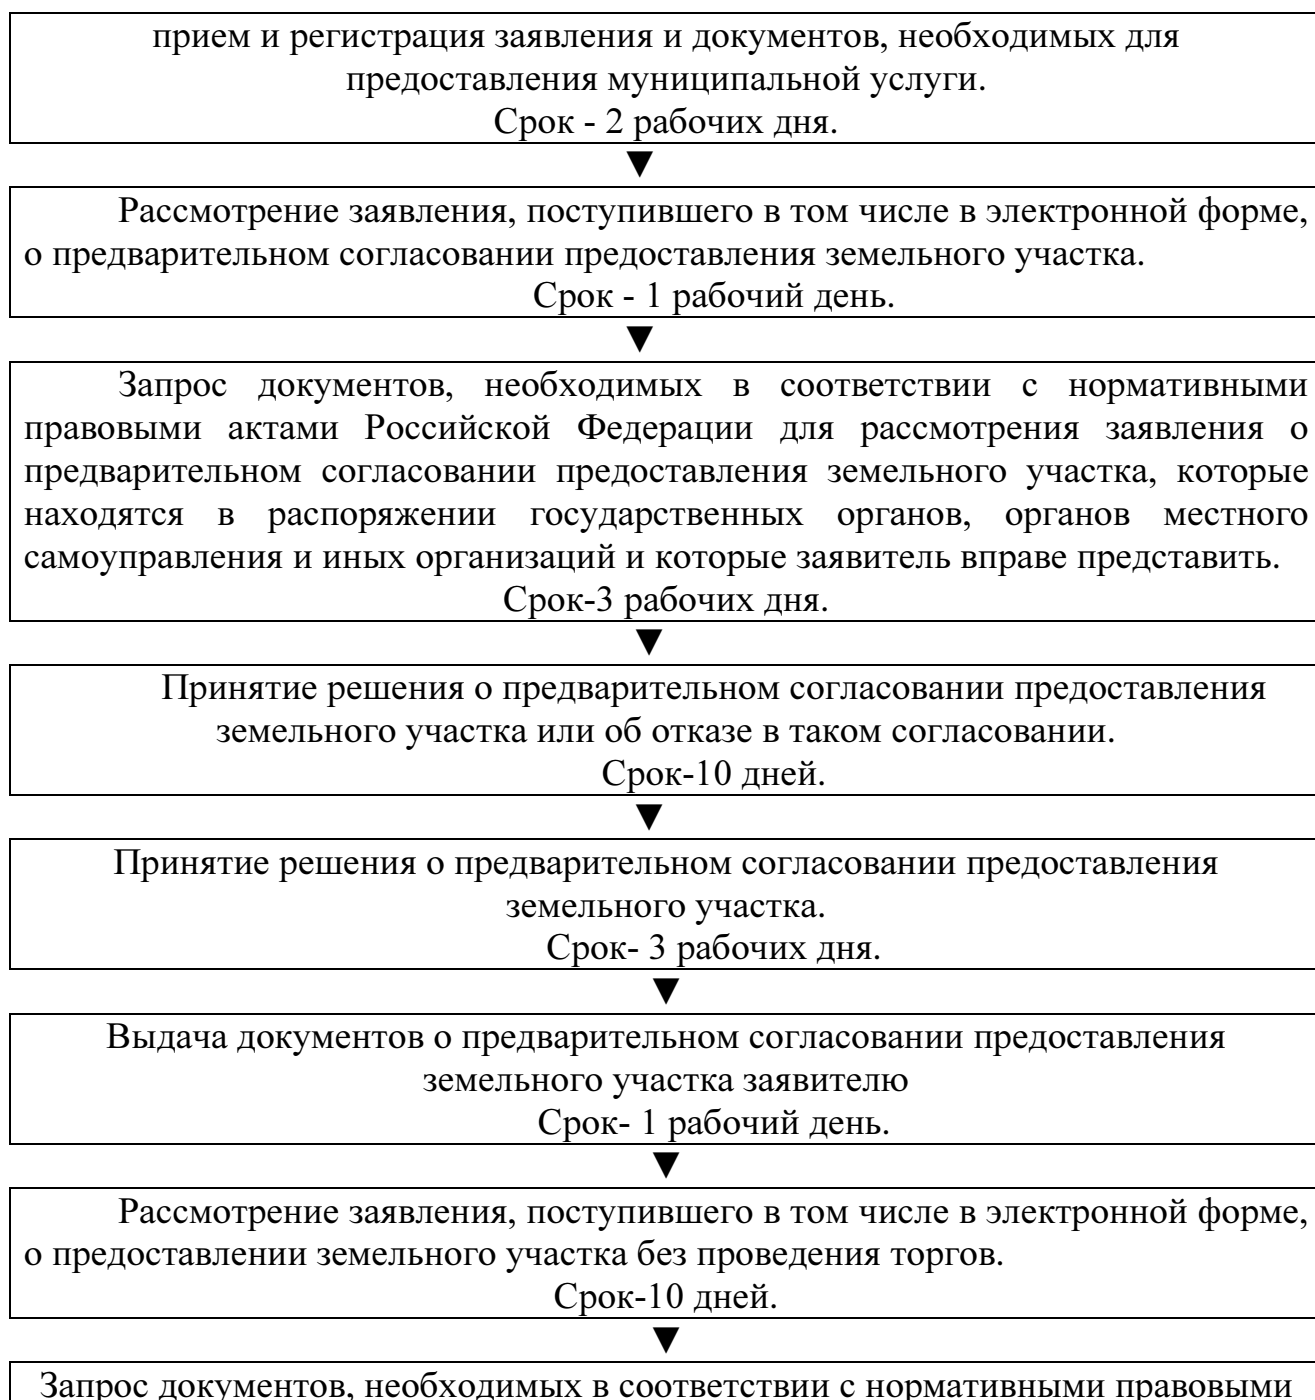 прием и регистрация заявления и документов, необходимых для
предоставления муниципальной услуги.
Срок - 2 рабочих дня.
Рассмотрение заявления, поступившего в том числе в электронной форме,
о предварительном согласовании предоставления земельного участка.
Срок - 1 рабочий день.
Запрос документов, необходимых в соответствии с нормативными
правовыми актами Российской Федерации для рассмотрения заявления о
предварительном согласовании предоставления земельного участка, которые
находятся в распоряжении государственных органов, органов местного
самоуправления и иных организаций и которые заявитель вправе представить.
Срок-3 рабочих дня.
Принятие решения о предварительном согласовании предоставления
земельного участка или об отказе в таком согласовании.
Срок-10 дней.
Принятие решения о предварительном согласовании предоставления
земельного участка.
Срок- 3 рабочих дня.
Выдача документов о предварительном согласовании предоставления
земельного участка заявителю
Срок- 1 рабочий день.
Рассмотрение заявления, поступившего в том числе в электронной форме,
о предоставлении земельного участка без проведения торгов.
Срок-10 дней.
Запрос документов, необходимых в соответствии с нормативными правовыми